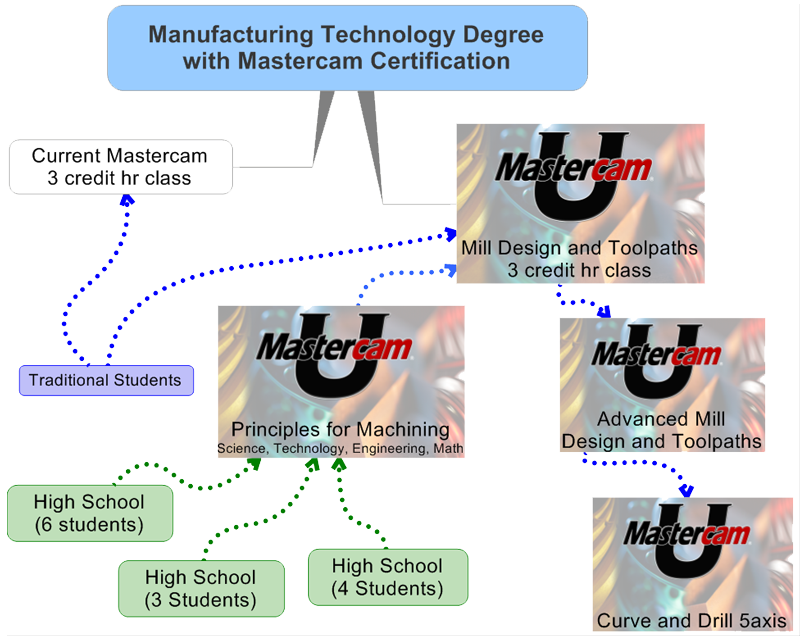 Manufacturing Technology Degree
with Mastercam Certification
Current Mastercam
3 credit hr class
U
Mastercam
Mill Design and Toolpaths
3 credit hr class
Traditional Students
U
Mastercam
Principles for Machining
Science, Technology, Engineering, Math
U
Mastercam
Advanced Mill
Design and Toolpaths
High School
(6 students)
High School
(3 Students)
High School
(4 Students)
U
Mastercam
Curve and Drill 5axis